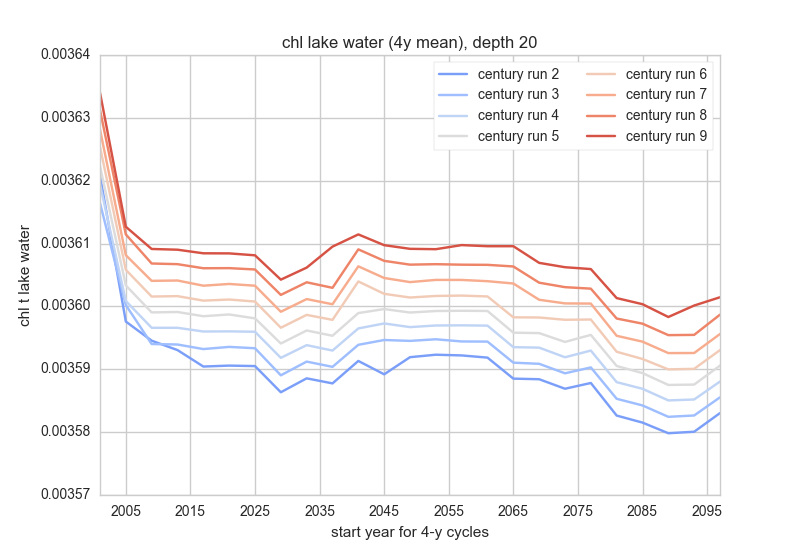 chl lake water (4y mean), depth 20
0.00364
0.00363
0.00362
0.00361
0.00360
0.00359
0.00358
0.00357
chl t lake water
century run 2
century run 3
century run 4
century run 5
century run 6
century run 7
century run 8
century run 9
2005 2015 2025 2035 2045 2055 2065 2075 2085 2095
start year for 4-y cycles